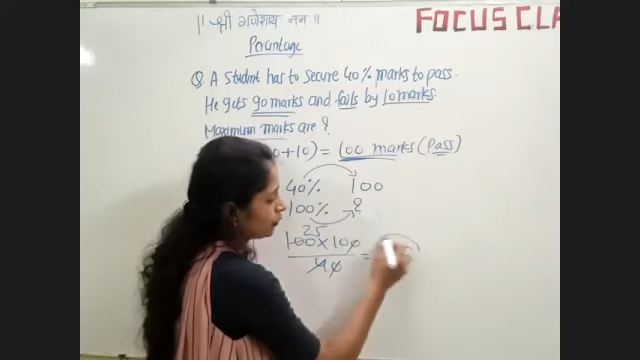 || श्री गणेशाय नम ||
FOCUS CLA
Percentage
Q. A student has to secure 40% marks to pass.
He gets 90 marks and fails by 10 marks.
Maximum marks are ?
0+10) = 100 marks (Pass)
40% 100
100% ?
25
100 x 100
40 =